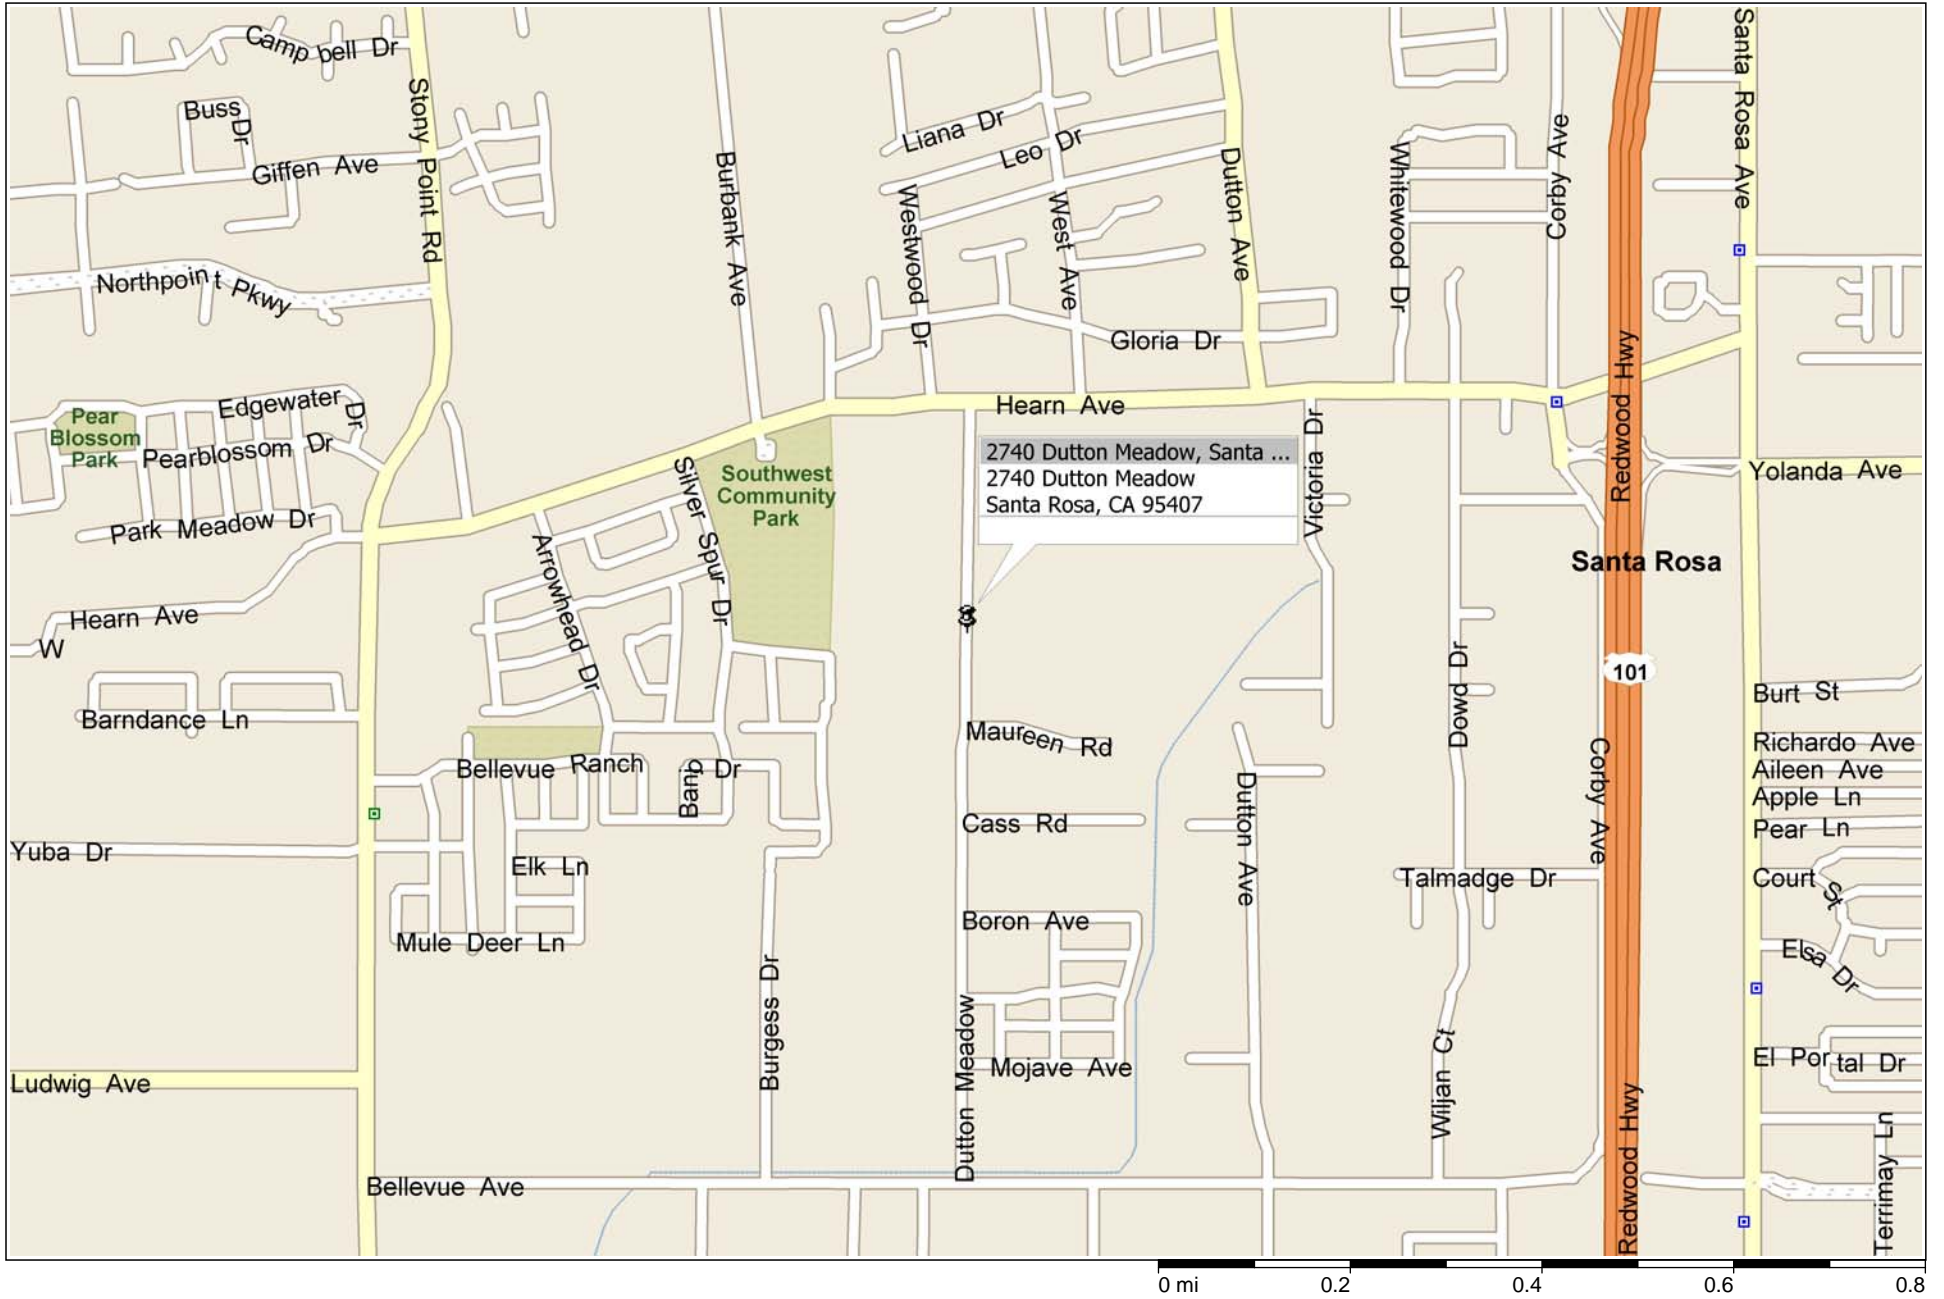 Campbell Dr
Buss Dr
Giffen Ave
Stony Point Rd
Northpoint Pkwy
Burbank Ave
Liana Dr
Leo Dr
Westwood Dr
West Ave
Dutton Ave
Whitewood Dr
Corby Ave
Santa Rosa Ave
Gloria Dr
Redwood Hwy
Edgewater Dr
Pear
Blossom
Park
Pearblossom Dr
Park Meadow Dr
Hearn Ave
Hearn Ave
W
Silver Spur Dr
Southwest
Community
Park
Arrowhead Dr
2740 Dutton Meadow, Santa ...
2740 Dutton Meadow
Santa Rosa, CA 95407
Victoria Dr
Yolanda Ave
Santa Rosa
101
Dowd Dr
Burt St
Barndance Ln
Maureen Rd
Richardo Ave
Aileen Ave
Apple Ln
Pear Ln
Bellevue Ranch
Banjo Dr
Corby Ave
Dutton Ave
Cass Rd
Yuba Dr
Elk Ln
Talmadge Dr
Court St
Mule Deer Ln
Boron Ave
Elsa Dr
Burgess Dr
Dutton Meadow
Mojave Ave
Wijan Ct
El Portal Dr
Ludwig Ave
Redwood Hwy
Terrimay Ln
Bellevue Ave
0 mi 0.2 0.4 0.6 0.8